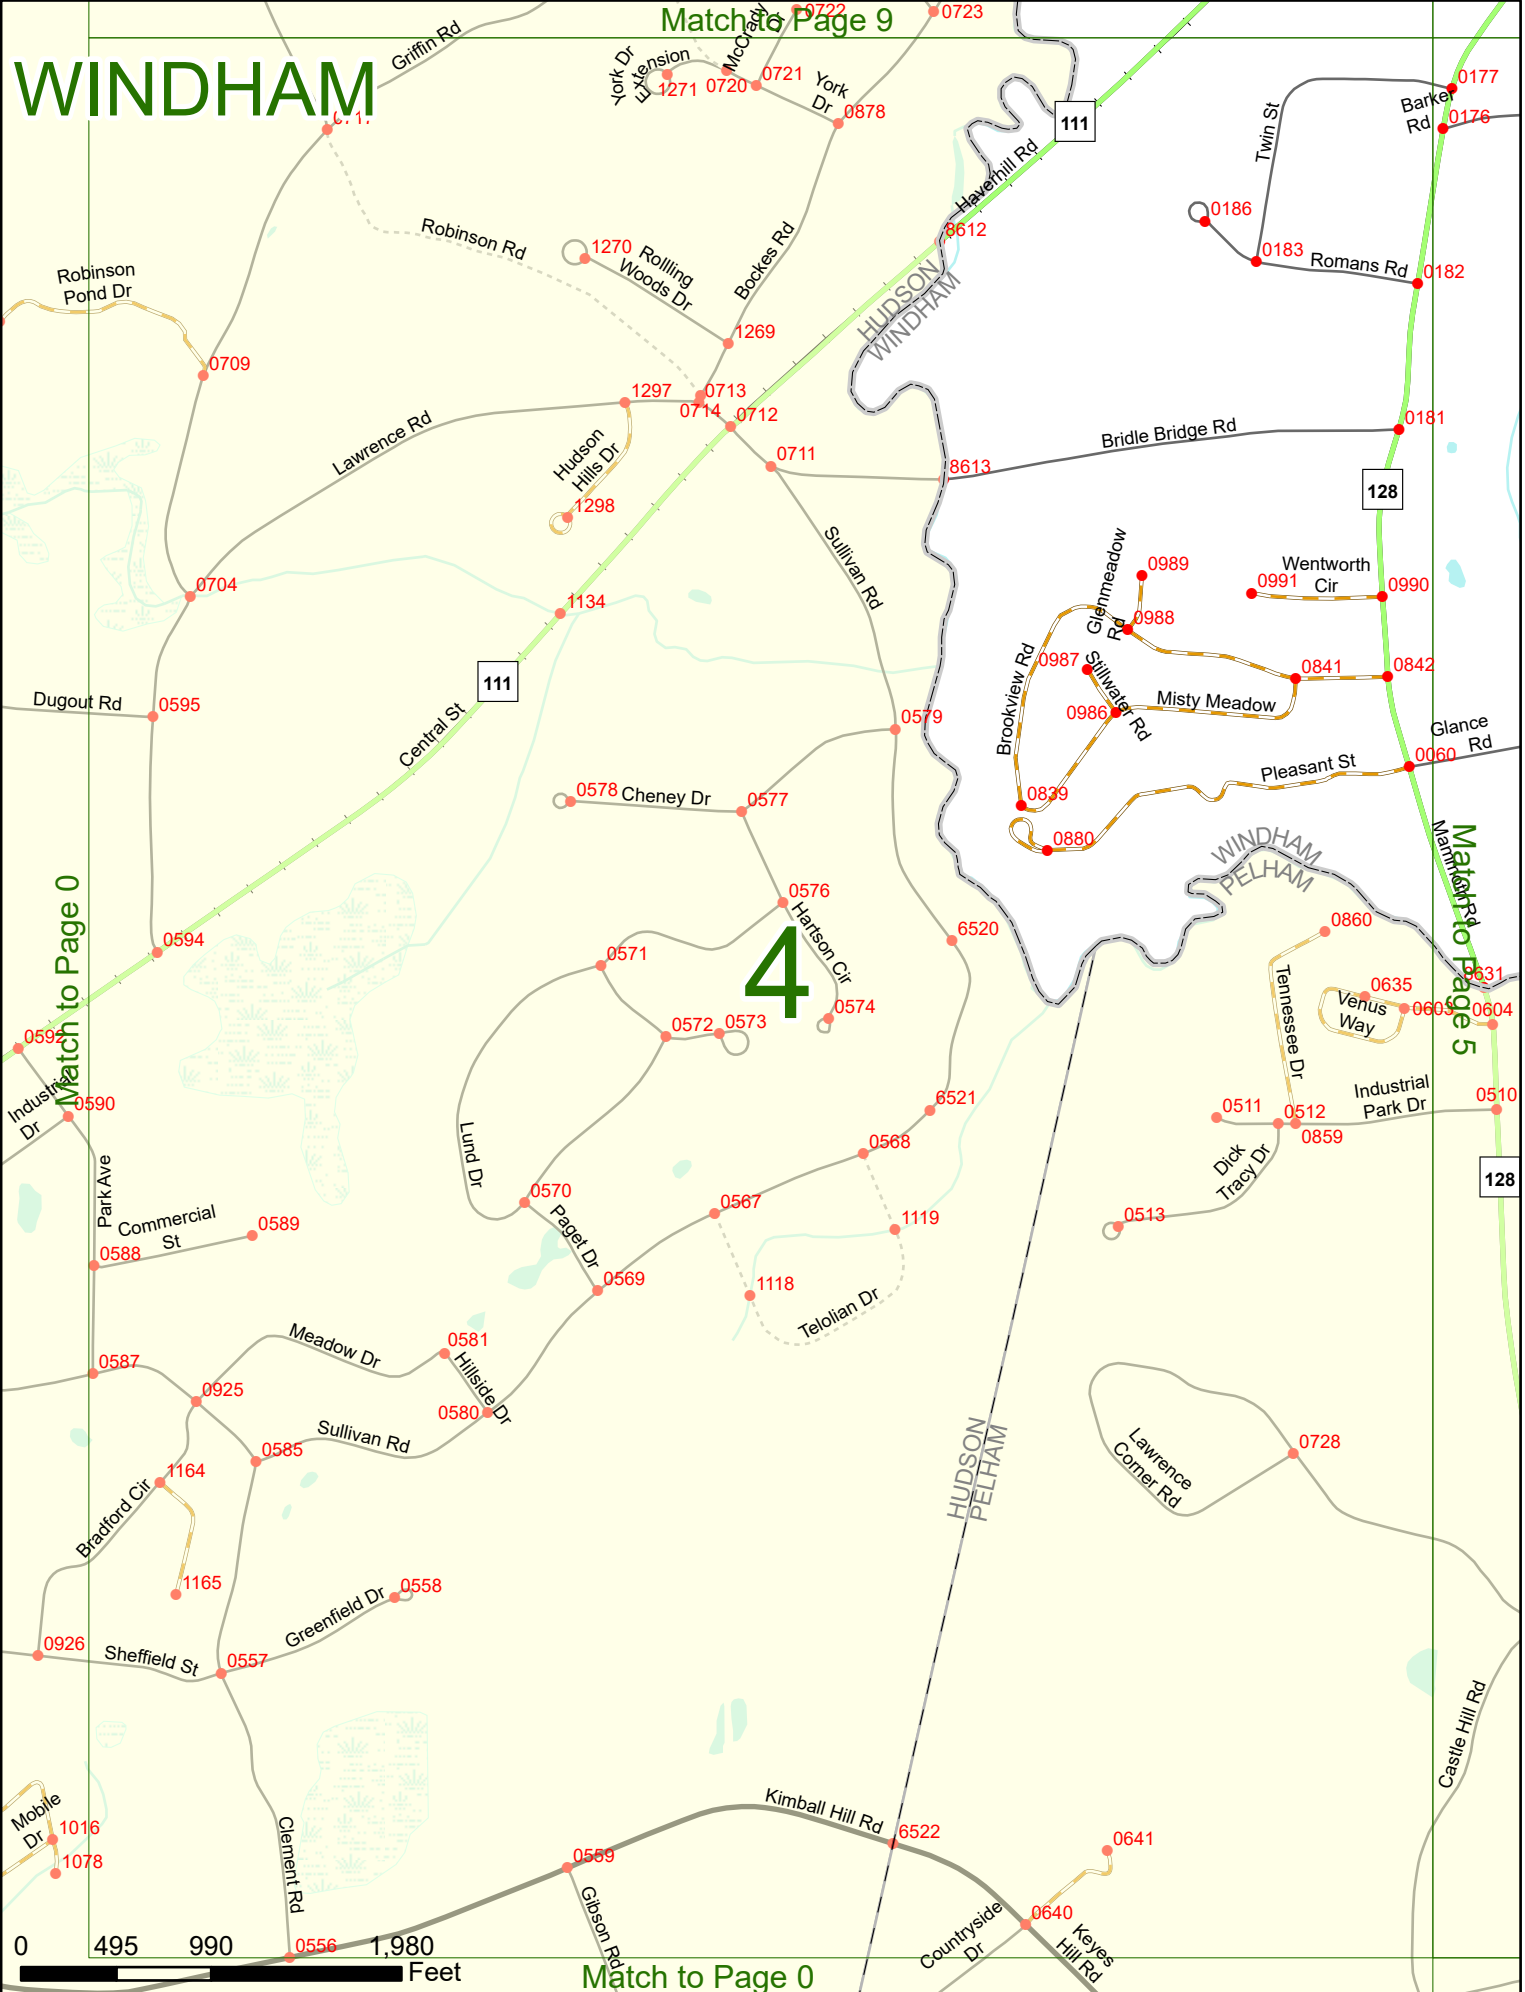 Match to Page 9
WINDHAM
Griffin Rd
York Dr
Extension
McCrady
Dr
0722
0723
1271
0720
0721
York
Dr
0878
0717
111
Haverhill Rd
8612
Twin St
0177
Barker
Rd
0176
0186
0183
Romans Rd
0182
Robinson Rd
1270
Rollling
Woods Dr
Bockes Rd
1269
HUDSON
WINDHAM
Robinson
Pond Dr
0709
1297
0713
0714
0712
Lawrence Rd
Hudson
Hills Dr
1298
0711
8613
Bridle Bridge Rd
0181
128
Sullivan Rd
0704
1134
Glenmeadow
Rd
0989
0988
0991
Wentworth
Cir
0990
111
Dugout Rd
0595
Central St
0579
Brookview Rd
0987
Stillwater Rd
0986
Misty Meadow
0841
0842
Glance
Rd
0060
Pleasant St
0839
0880
0578
Cheney Dr
0577
Mammoth Rd
WINDHAM
PELHAM
Match to Page 0
Match to Page 5
0576
Hartson Cir
4
0594
0571
6520
0860
8631
0572
0573
0574
0635
Venus
Way
0603
0604
Tennessee Dr
0592
Industrial
Dr
0590
6521
0511
0512
0859
Industrial
Park Dr
0510
Lund Dr
0568
Dick
Tracy Dr
128
Park Ave
0570
0567
1119
0513
Commercial
St
0589
0588
Paget Dr
0569
1118
Telolian Dr
Meadow Dr
0581
Hillside Dr
0587
0925
0580
Sullivan Rd
0585
HUDSON
PELHAM
Lawrence
Corner Rd
0728
1164
Bradford Cir
1165
Greenfield Dr
0558
0926
Sheffield St
0557
Castle Hill Rd
Mobile
Dr
1016
1078
Clement Rd
Kimball Hill Rd
6522
0559
0641
Gibson Rd
Countryside
Dr
0640
Keyes
Hill Rd
0556
0 495 990 1,980
Feet
Match to Page 0